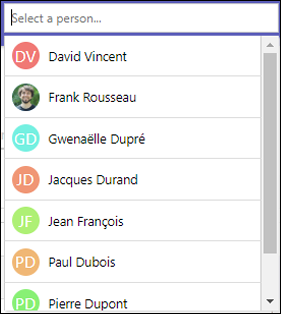 Select a person...
DV David Vincent
Frank Rousseau
GD Gwenaëlle Dupré
JD Jacques Durand
JF Jean François
PD Paul Dubois
PD Pierre Dupont